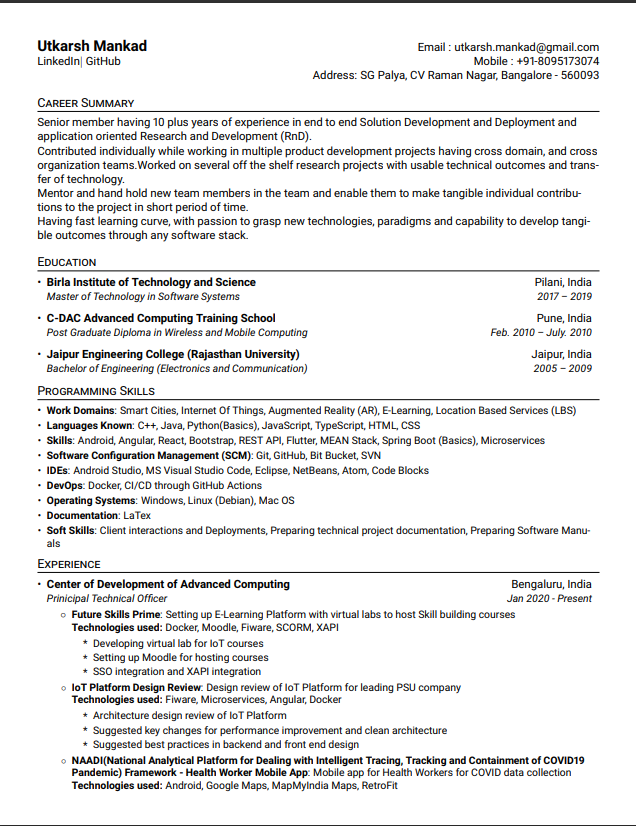 Utkarsh Mankad
Email : utkarsh.mankad@gmail.com
LinkedIn| GitHub
Mobile : +91-8095173074
Address: SG Palya, CV Raman Nagar, Bangalore - 560093
Career Summary
Senior member having 10 plus years of experience in end to end Solution Development and Deployment and
application oriented Research and Development (RnD).
Contributed individually while working in multiple product development projects having cross domain, and cross
organization teams.Worked on several off the shelf research projects with usable technical outcomes and trans-
fer of technology.
Mentor and hand hold new team members in the team and enable them to make tangible individual contribu-
tions to the project in short period of time.
Having fast learning curve, with passion to grasp new technologies, paradigms and capability to develop tangi-
ble outcomes through any software stack.
Education
• Birla Institute of Technology and Science Pilani, India
Master of Technology in Software Systems 2017 – 2019
• C-DAC Advanced Computing Training School Pune, India
Post Graduate Diploma in Wireless and Mobile Computing Feb. 2010 – July. 2010
• Jaipur Engineering College (Rajasthan University) Jaipur, India
Bachelor of Engineering (Electronics and Communication) 2005 – 2009
Programming Skills
• Work Domains: Smart Cities, Internet Of Things, Augmented Reality (AR), E-Learning, Location Based Services (LBS)
• Languages Known: C++, Java, Python(Basics), JavaScript, TypeScript, HTML, CSS
• Skills: Android, Angular, React, Bootstrap, REST API, Flutter, MEAN Stack, Spring Boot (Basics), Microservices
• Software Configuration Management (SCM): Git, GitHub, Bit Bucket, SVN
• IDEs: Android Studio, MS Visual Studio Code, Eclipse, NetBeans, Atom, Code Blocks
• DevOps: Docker, CI/CD through GitHub Actions
• Operating Systems: Windows, Linux (Debian), Mac OS
• Documentation: LaTex
• Soft Skills: Client interactions and Deployments, Preparing technical project documentation, Preparing Software Manu-
als
Experience
• Center of Development of Advanced Computing Bengaluru, India
Prinicipal Technical Officer Jan 2020 - Present
○ Future Skills Prime: Setting up E-Learning Platform with virtual labs to host Skill building courses
Technologies used: Docker, Moodle, Fiware, SCORM, XAPI
* Developing virtual lab for IoT courses
* Setting up Moodle for hosting courses
* SSO integration and XAPI integration
○ IoT Platform Design Review: Design review of IoT Platform for leading PSU company
Technologies used: Fiware, Microservices, Angular, Docker
* Architecture design review of IoT Platform
* Suggested key changes for performance improvement and clean architecture
* Suggested best practices in backend and front end design
○ NAADI(National Analytical Platform for Dealing with Intelligent Tracing, Tracking and Containment of COVID19
Pandemic) Framework - Health Worker Mobile App: Mobile app for Health Workers for COVID data collection
Technologies used: Android, Google Maps, MapMyIndia Maps, RetroFit